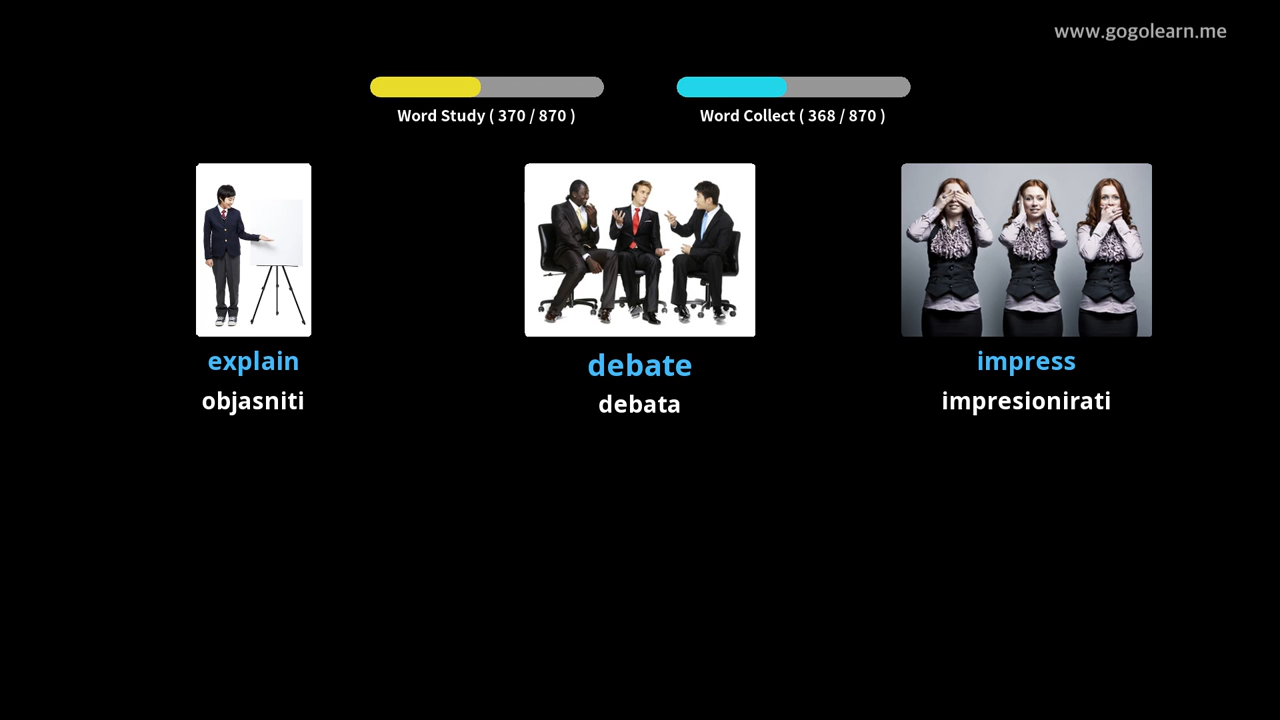 www.gogolearn.me
Word Study ( 370 / 870 )
Word Collect ( 368 / 870 )
explain
objasniti
debate
debata
impress
impresionirati